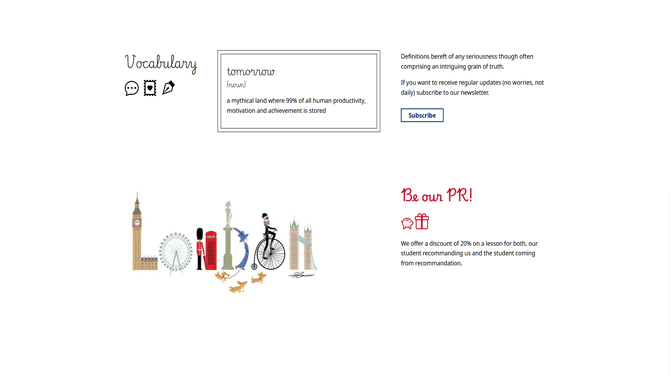 Vocabulary
tomorrow
(noun)
a mythical land where 99% of all human productivity,
motivation and achievement is stored
Definitions bereft of any seriousness though often
comprising an intriguing grain of truth.
If you want to receive regular updates (no worries, not
daily) subscribe to our newsletter.
Subscribe
London
Be our PR!
We offer a discount of 20% on a lesson for both, our
student recommanding us and the student coming
from recommandation.